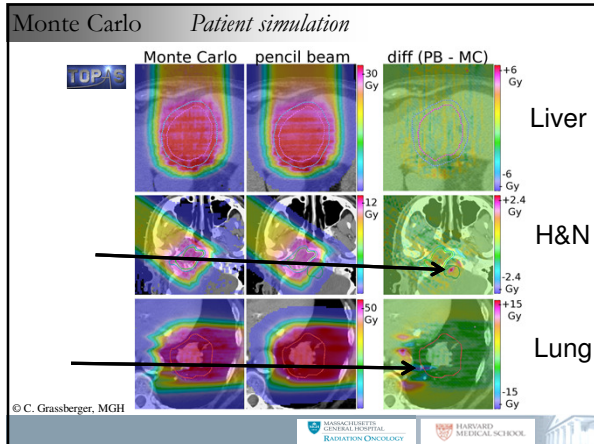 Monte Carlo Patient simulation
Monte Carlo pencil beam diff (PB - MC)
TOPAS
30
Gy
+6
Gy
Liver
-6
Gy
12
Gy
+2.4
Gy
H&N
-2.4
Gy
50
Gy
+15
Gy
Lung
-15
Gy
© C. Grassberger, MGH
MASSACHUSETTS
GENERAL HOSPITAL
RADIATION ONCOLOGY
HARVARD
MEDICAL SCHOOL